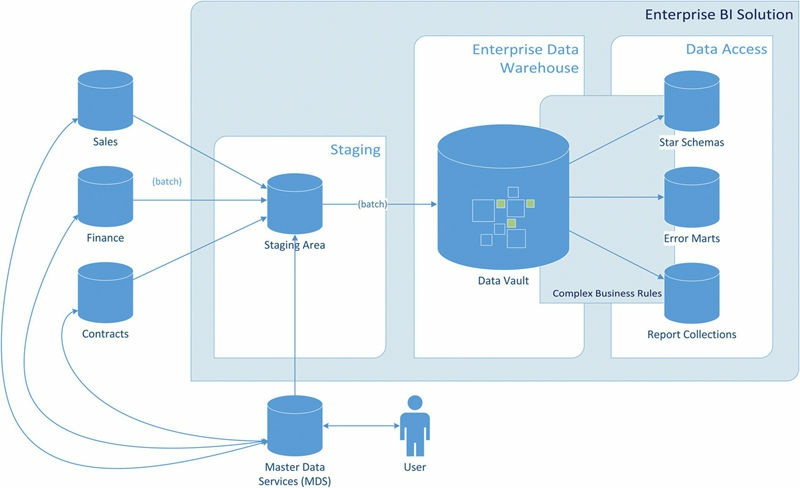 Enterprise BI Solution
Enterprise Data
Warehouse
Data Access
Staging
Sales
(batch)
Finance
Contracts
Staging Area
(batch)
Data Vault
Complex Business Rules
Star Schemas
Error Marts
Report Collections
Master Data
Services (MDS)
User